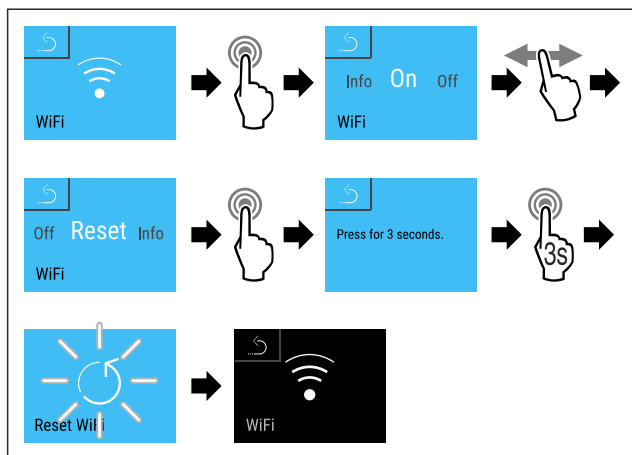 WiFi
Info On Off
WiFi
Off Reset Info
WiFi
Press for 3 seconds.
3s
Reset WiFi
WiFi